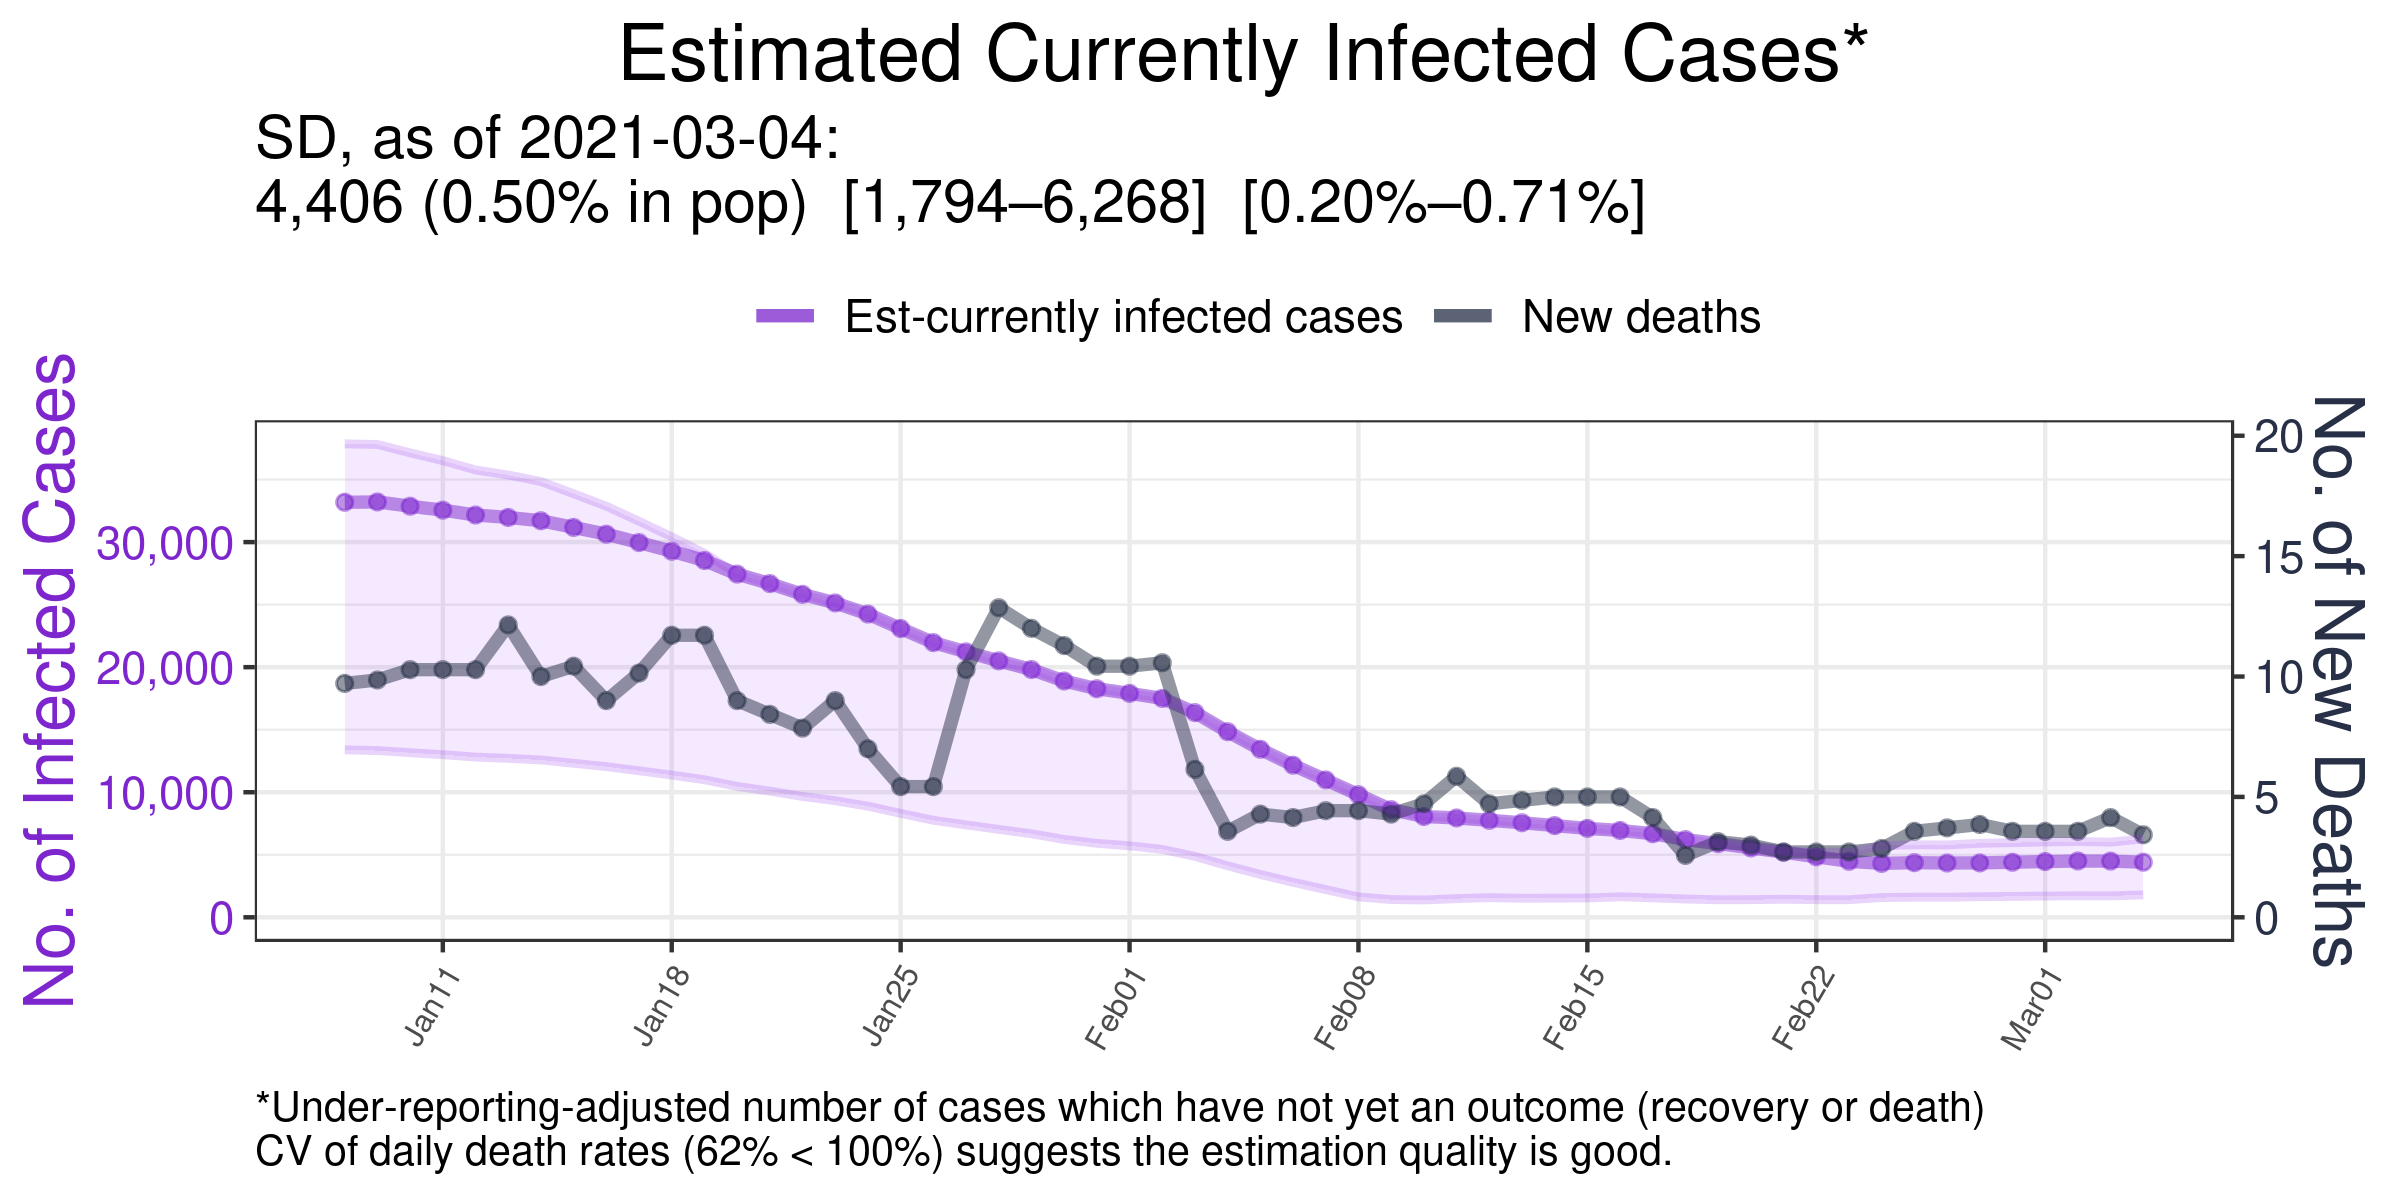 Estimated Currently Infected Cases*
SD, as of 2021-03-04:
4,406 (0.50% in pop)  [1,794–6,268]  [0.20%–0.71%]
Est-currently infected cases
New deaths
No. of Infected Cases
30,000
20,000
10,000
0
20
15
10
5
0
No. of New Deaths
Jan11
Jan18
Jan25
Feb01
Feb08
Feb15
Feb22
Mar01
*Under-reporting-adjusted number of cases which have not yet an outcome (recovery or death)
CV of daily death rates (62% < 100%) suggests the estimation quality is good.